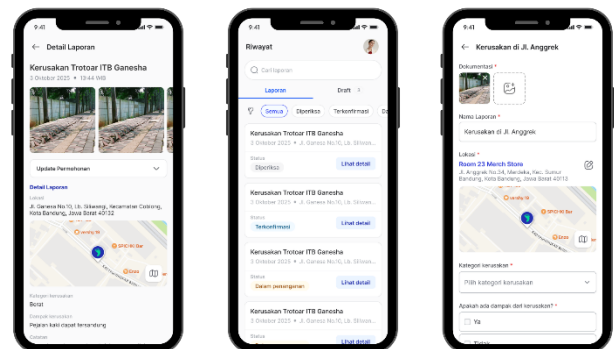 9:41
Detail Laporan
Kerusakan Trotoar ITB Ganesha
3 Oktober 2025 • 19:44 WIB
Update Permohonan
Detail Laporan
Lokasi
Jl. Ganesa No.10, Lb. Siliwangi, Kecamatan Coblong,
Kota Bandung, Jawa Barat 40132
Kategori kerusakan
Berat
Dampak kerusakan
Pejalan kaki dapat tersandung
Catatan
9:41
Riwayat
Cari laporan
Laporan
Draft
Semua
Diperiksa
Terkonfirmasi
Kerusakan Trotoar ITB Ganesha
3 Oktober 2025 • Jl. Ganesa No.10, Lb. Siliwan...
Status
Diperiksa
Lihat detail
Kerusakan Trotoar ITB Ganesha
3 Oktober 2025 • Jl. Ganesa No.10, Lb. Siliwan...
Status
Terkonfirmasi
Lihat detail
Kerusakan Trotoar ITB Ganesha
3 Oktober 2025 • Jl. Ganesa No.10, Lb. Siliwan...
Status
Dalam penanganan
Lihat detail
Kerusakan Trotoar ITB Ganesha
3 Oktober 2025 • Jl. Ganesa No.10, Lb. Siliwan...
Status
Lihat detail
9:41
Kerusakan di Jl. Anggrek
Dokumentasi *
Nama Laporan *
Kerusakan di Jl. Anggrek
Lokasi *
Room 23 Merch Store
Jl. Anggrek No.34, Merdeka, Kec. Sumur
Bandung, Kota Bandung, Jawa Barat 40113
Kategori kerusakan *
Pilih kategori kerusakan
Apakah ada dampak dari kerusakan? *
Ya
Tidak